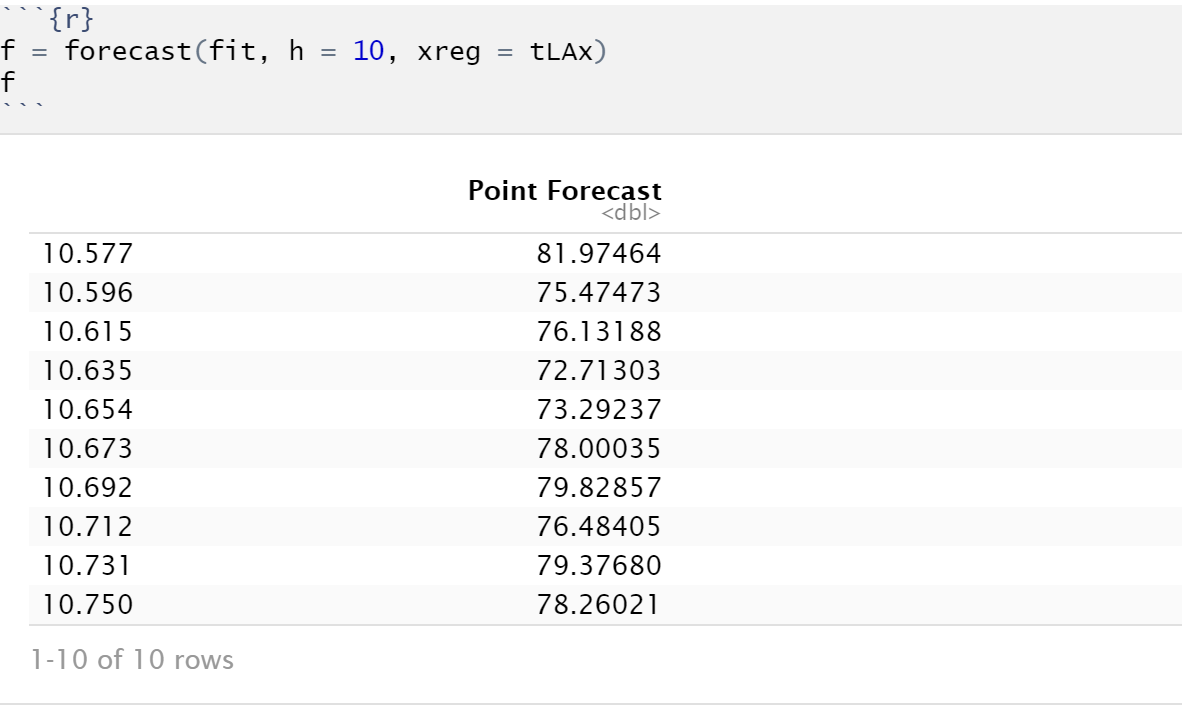 ```{r}
f = forecast(fit, h = 10, xreg = tLAx)
f
```
Point Forecast
<dbl>
10.577 81.97464
10.596 75.47473
10.615 76.13188
10.635 72.71303
10.654 73.29237
10.673 78.00035
10.692 79.82857
10.712 76.48405
10.731 79.37680
10.750 78.26021
1-10 of 10 rows